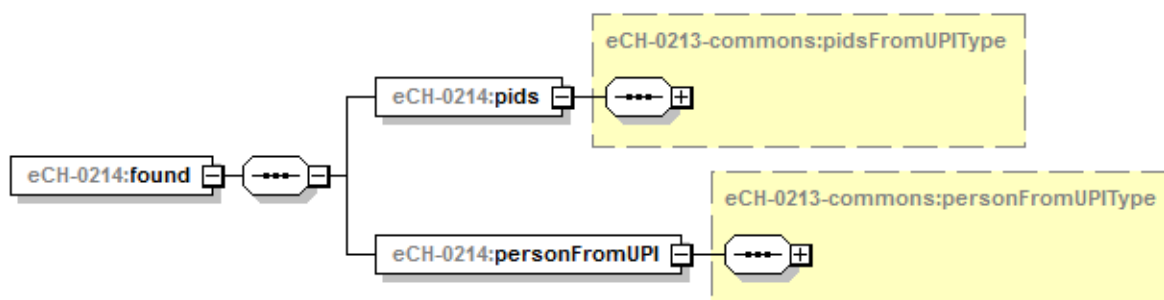 eCH-0213-commons:pidsFromUPIType
eCH-0214:pids
eCH-0214:found
eCH-0213-commons:personFromUPIType
eCH-0214:personFromUPI